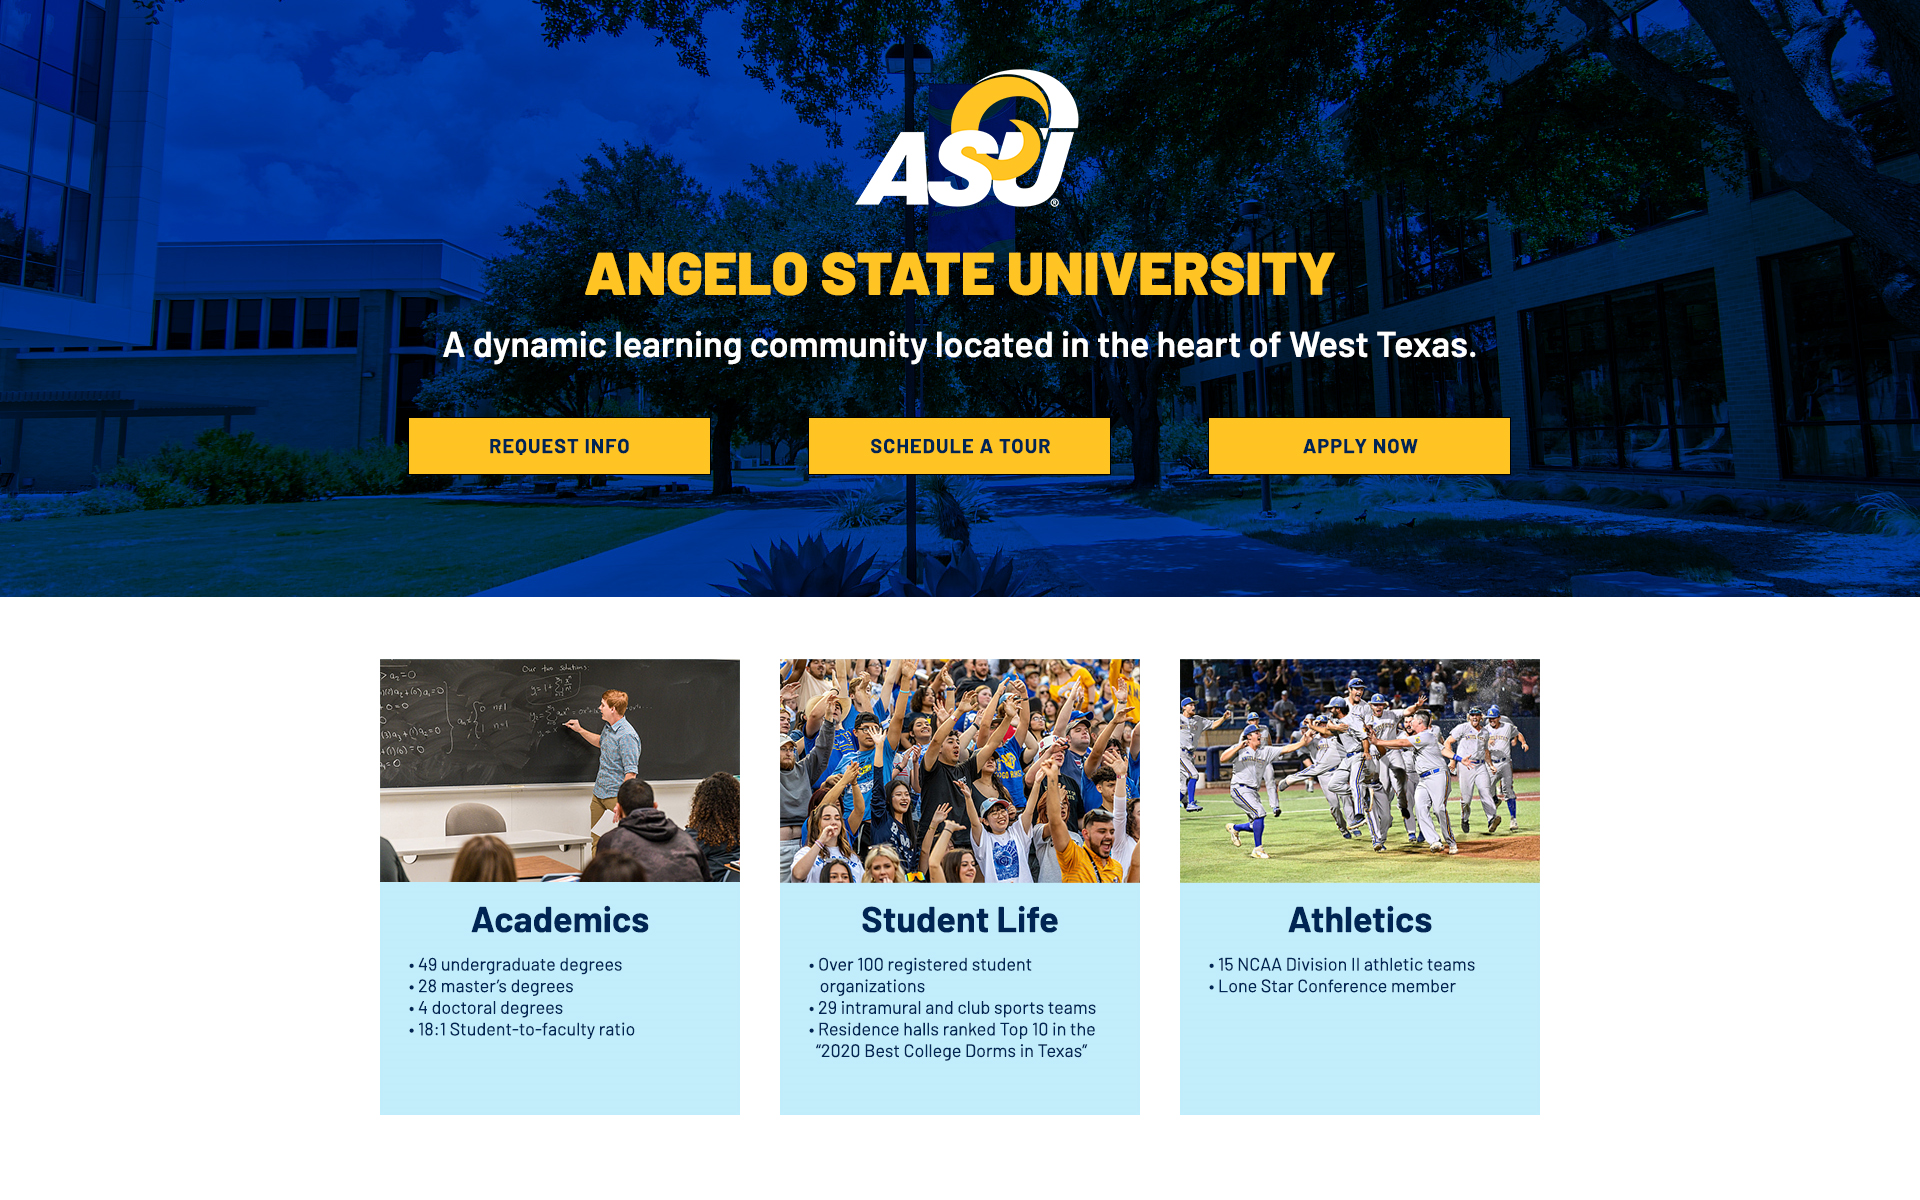 ASU
®
ANGELO STATE UNIVERSITY
A dynamic learning community located in the heart of West Texas.
REQUEST INFO
SCHEDULE A TOUR
APPLY NOW
Our two solutions:
Academics
• 49 undergraduate degrees
• 28 master’s degrees
• 4 doctoral degrees
• 18:1 Student-to-faculty ratio
Student Life
• Over 100 registered student
organizations
• 29 intramural and club sports teams
• Residence halls ranked Top 10 in the
“2020 Best College Dorms in Texas”
Athletics
• 15 NCAA Division II athletic teams
• Lone Star Conference member